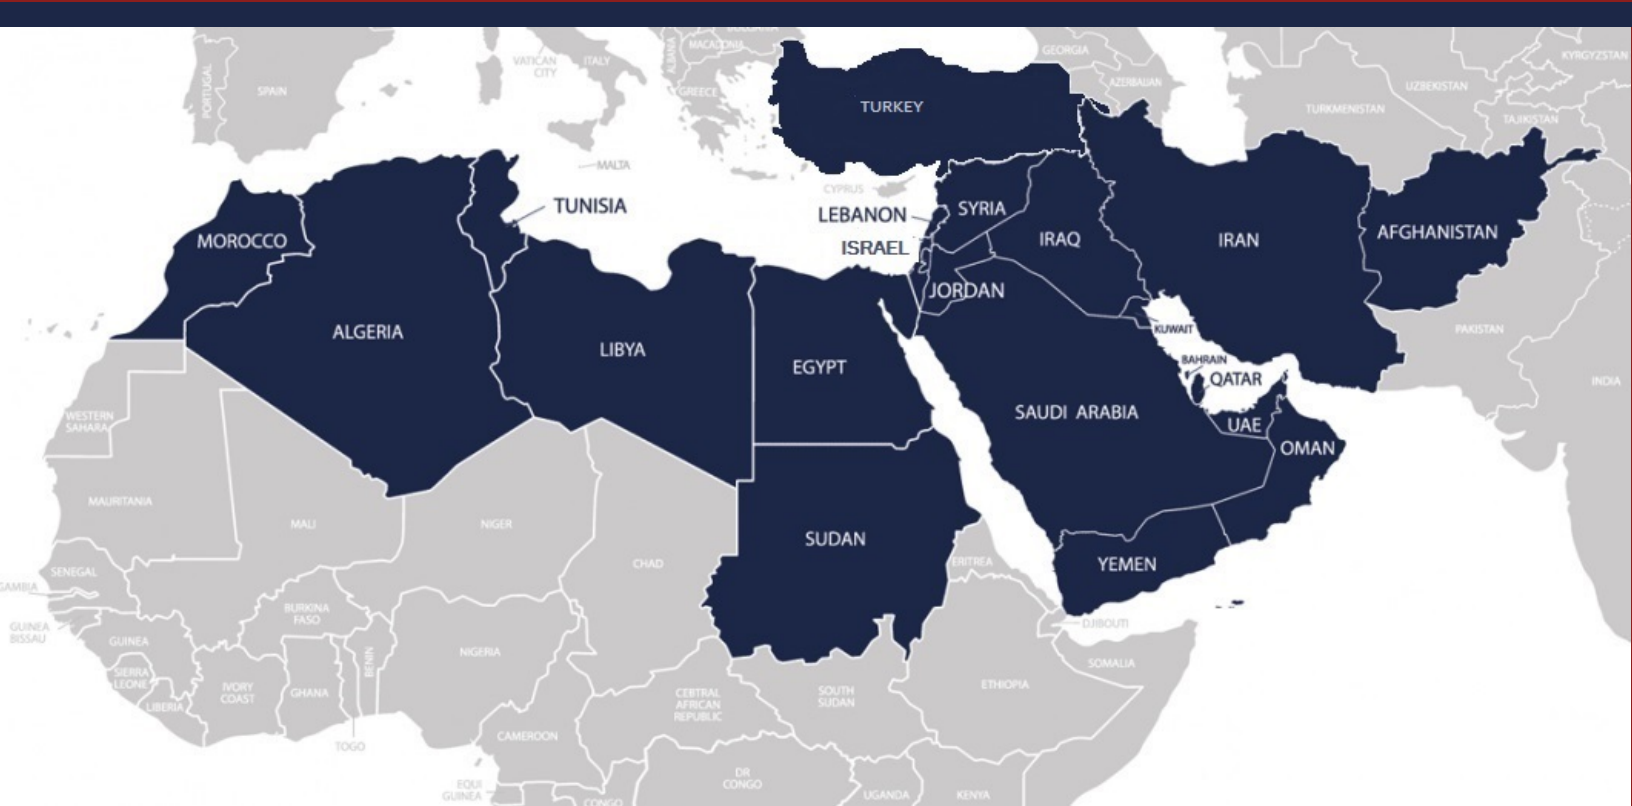 BULGARIA
GEORGIA
MACADONIA
KYRGYZSTAN
VATICAN
CITY
ITALY
ALBANIA
PORTUGAL
SPAIN
GREECE
TURKEY
AZERBAIJAN
UZBEKISTAN
TURKMENISTAN
TAJIKISTAN
MALTA
CYPRUS
TUNISIA
LEBANON
SYRIA
MOROCCO
ISRAEL
IRAQ
IRAN
AFGHANISTAN
JORDAN
ALGERIA
LIBYA
EGYPT
KUWAIT
PAKISTAN
BAHRAIN
QATAR
INDIA
WESTERN
SAHARA
SAUDI ARABIA
UAE
OMAN
MAURITANIA
MALI
NIGER
CHAD
SUDAN
ERITREA
YEMEN
SENEGAL
GAMBIA
GUINEA
BISSAU
BURKINA
FASO
DJIBOUTI
GUINEA
NIGERIA
BENIN
SIERRA
LEONE
IVORY
COAST
GHANA
LIBERIA
CEBTRAL
AFRICAN
REPUBLIC
SOUTH
SUDAN
ETHIOPIA
SOMALIA
TOGO
CAMEROON
DR
CONGO
EQUI
GUINEA
CONGO
UGANDA
KENYA